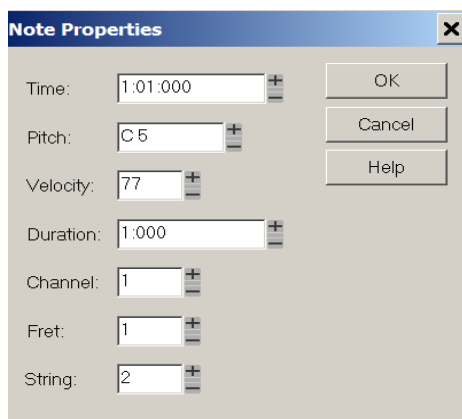 Note Properties
Time: 1:01:000 OK
Pitch: C 5 Cancel
Velocity: 77 Help
Duration: 1:000
Channel: 1
Fret: 1
String: 2